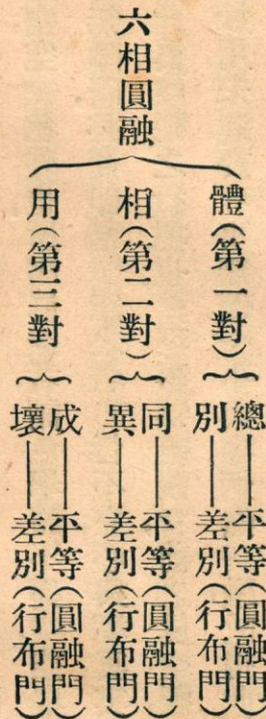 六相圓融
體(第一對)
總——平等(圓融門)
別——差別(行布門)
相(第二對)
同——平等(圓融門)
異——差別(行布門)
用(第三對)
成——平等(圓融門)
壞——差別(行布門)